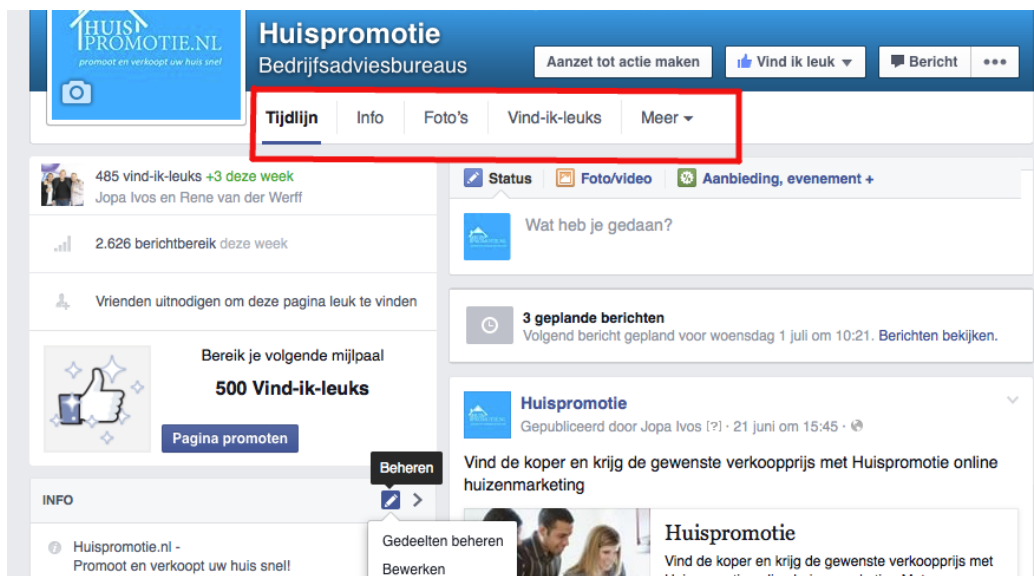 HUIS
PROMOTIE.NL
promoot en verkoopt uw huis snel
Huispromotie
Bedrijfsadviesbureaus
Aanzet tot actie maken
Vind ik leuk
Bericht
Tijdlijn Info Foto's Vind-ik-leuks Meer
485 vind-ik-leuks +3 deze week
Jopa Ivos en Rene van der Werff
2.626 berichtbereik deze week
Vrienden uitnodigen om deze pagina leuk te vinden
Bereik je volgende mijlpaal
500 Vind-ik-leuks
Pagina promoten
Beheren
INFO
Gedeelten beheren
Bewerken
Huispromotie.nl -
Promoot en verkoopt uw huis snel!
Status Foto/video Aanbieding, evenement +
Wat heb je gedaan?
3 geplande berichten
Volgend bericht gepland voor woensdag 1 juli om 10:21. Berichten bekijken.
Huispromotie
Gepubliceerd door Jopa Ivos [?] · 21 juni om 15:45 ·
Vind de koper en krijg de gewenste verkoopprijs met Huispromotie online
huizenmarketing
Huispromotie
Vind de koper en krijg de gewenste verkoopprijs met